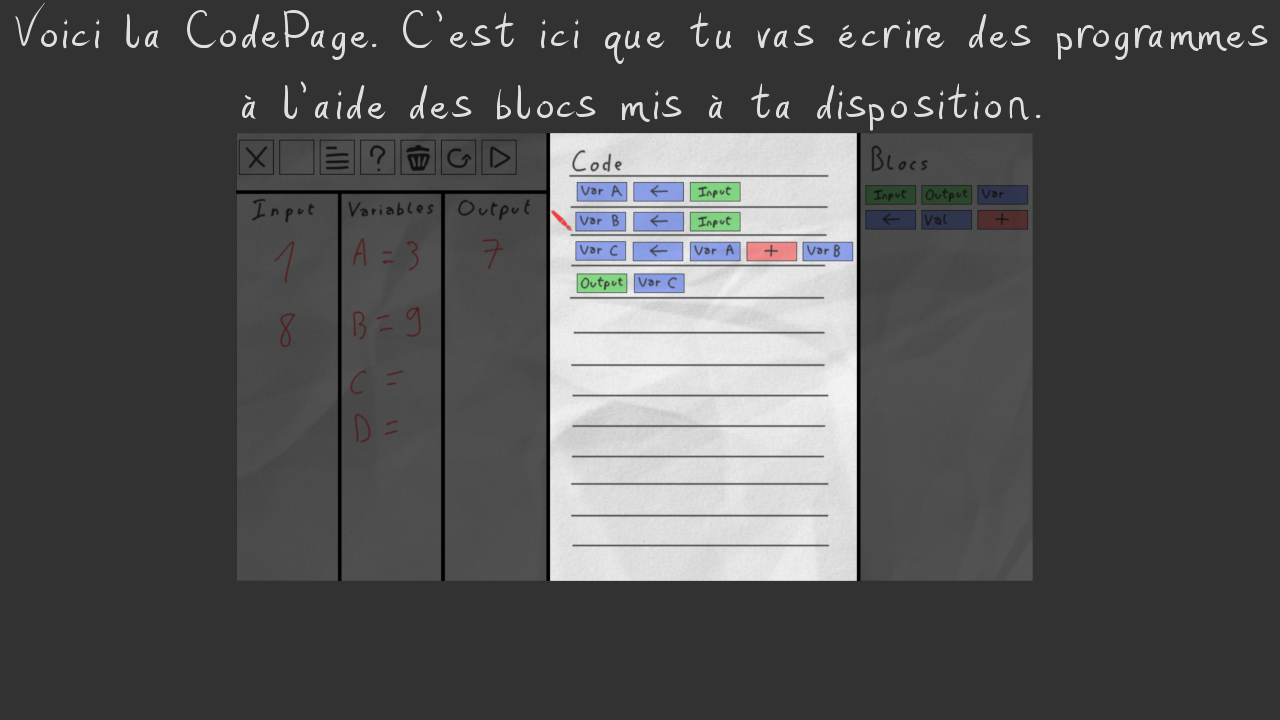 Voici la CodePage. C'est ici que tu vas écrire des programmes
à l'aide des blocs mis à ta disposition.
?
Input Variables Output
1 A = 3 7
8 B = 9
C =
D =
Code
Var A ← Input
Var B ← Input
Var C ← Var A + Var B
Output Var C
Blocs
Input Output Var
← Val +